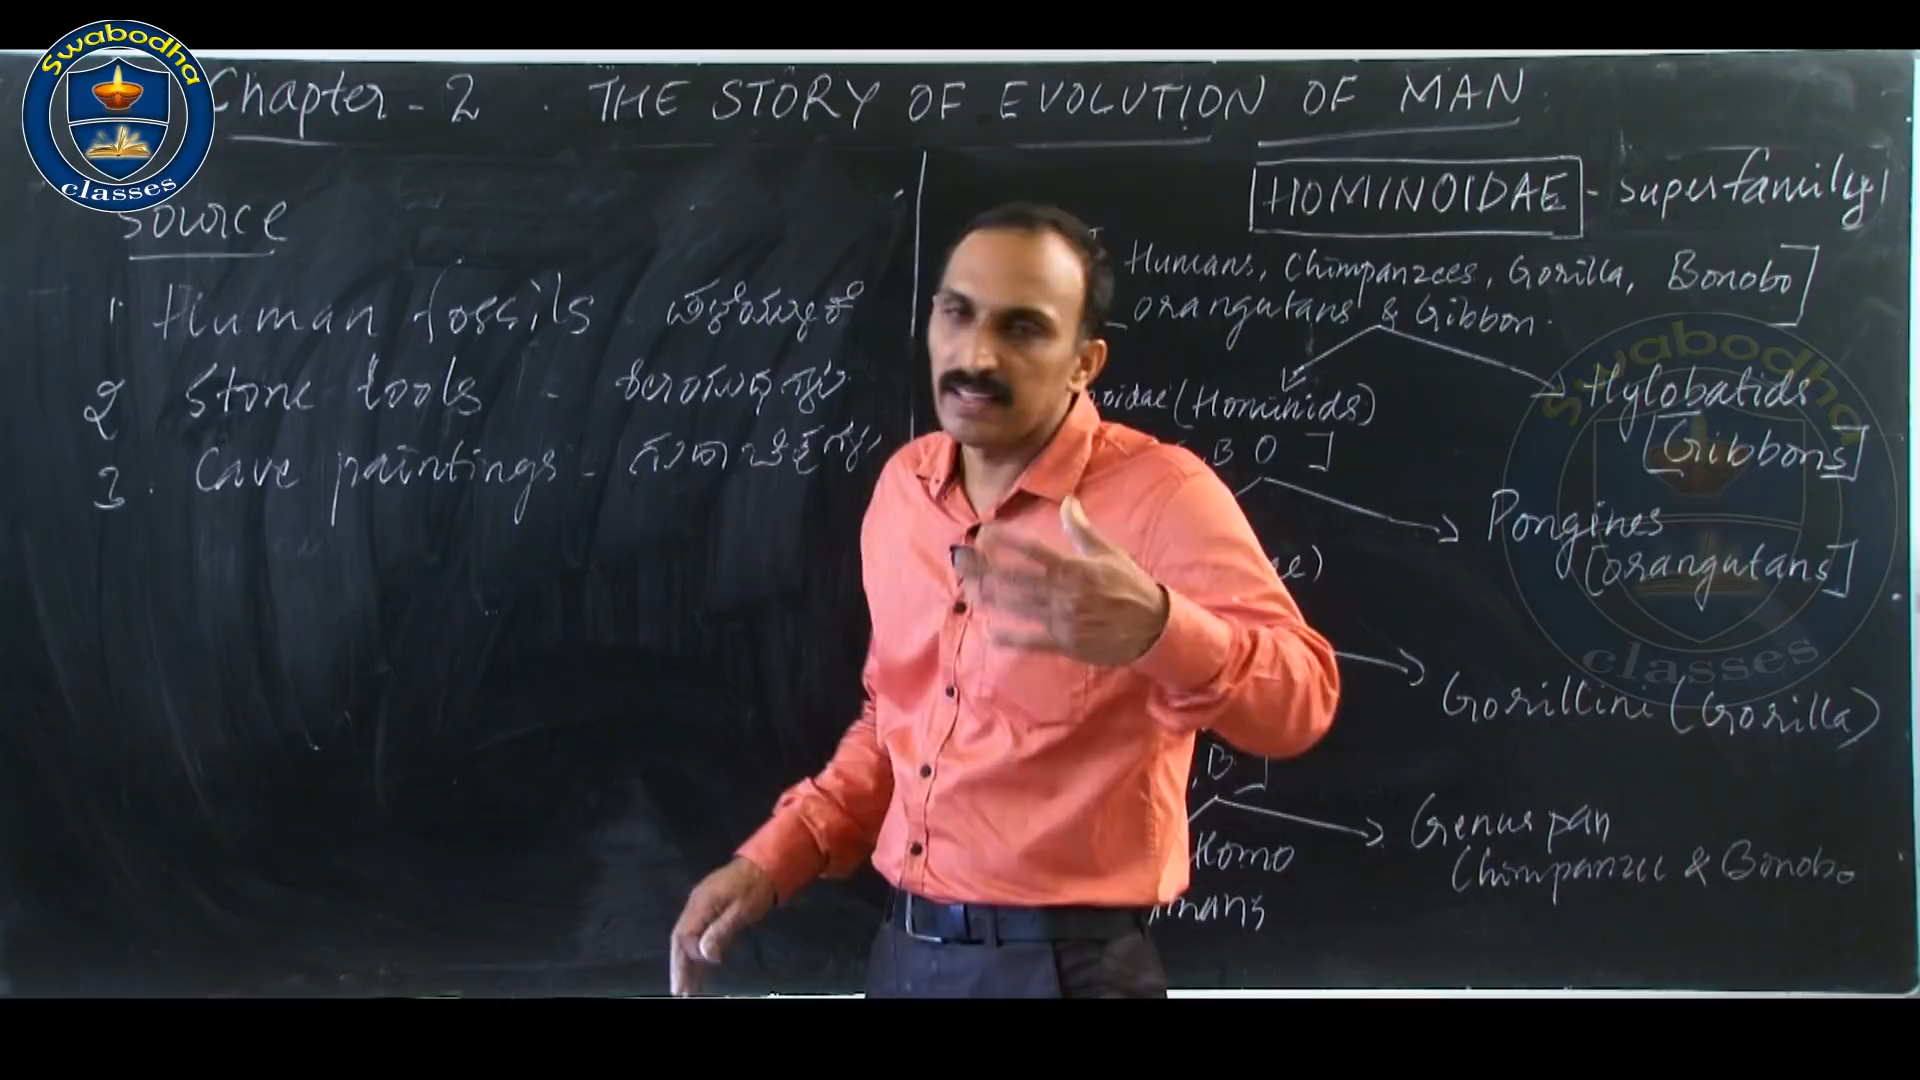 Swabodha
classes
Chapter - 2 . THE STORY OF EVOLUTION OF MAN
Source
1 Human fossils ಪಳೆಯುಳಿಕೆ
2 Stone tools - ಶಿಲಾಯುಧಗಳು
3. Cave paintings - ಗುಹಾ ಚಿತ್ರಗಳು
HOMINOIDAE - Superfamily
Humans, Chimpanzees, Gorilla, Bonobo]
orangutans & Gibbon.
oidae (Hominids)
Hylobatids
[Gibbons]
B O ]
Pongines
[orangutans]
Gorillini (Gorilla)
B ]
Homo
Genus pan
Chimpanzee & Bonobo
mans
Swabodha
classes